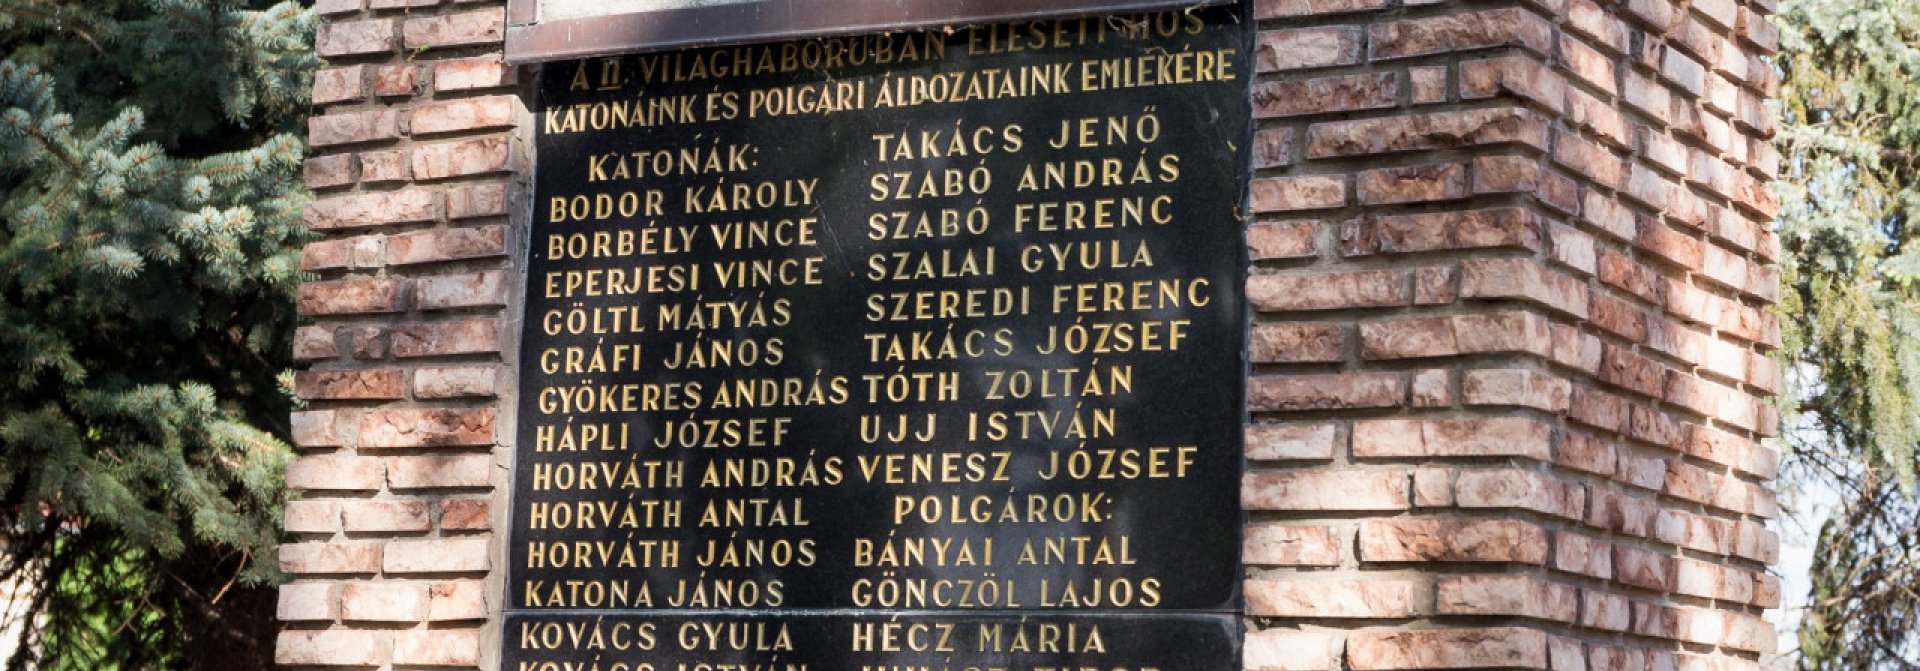 A II. VILÁGHÁBORÚBAN ELESETT HŐS
KATONÁINK ÉS POLGÁRI ÁLDOZATAINK EMLÉKÉRE
KATONÁK:
BODOR KÁROLY
BORBÉLY VINCE
EPERJESI VINCE
GÖLTL MÁTYÁS
GRÁFI JÁNOS
GYÖKERES ANDRÁS
HÁPLI JÓZSEF
HORVÁTH ANDRÁS
HORVÁTH ANTAL
HORVÁTH JÁNOS
KATONA JÁNOS
KOVÁCS GYULA
KOVÁCS ISTVÁN
TAKÁCS JENŐ
SZABÓ ANDRÁS
SZABÓ FERENC
SZALAI GYULA
SZEREDI FERENC
TAKÁCS JÓZSEF
TÓTH ZOLTÁN
UJJ ISTVÁN
VENESZ JÓZSEF
POLGÁROK:
BÁNYAI ANTAL
GÖNCZÖL LAJOS
HÉCZ MÁRIA
TIBOR